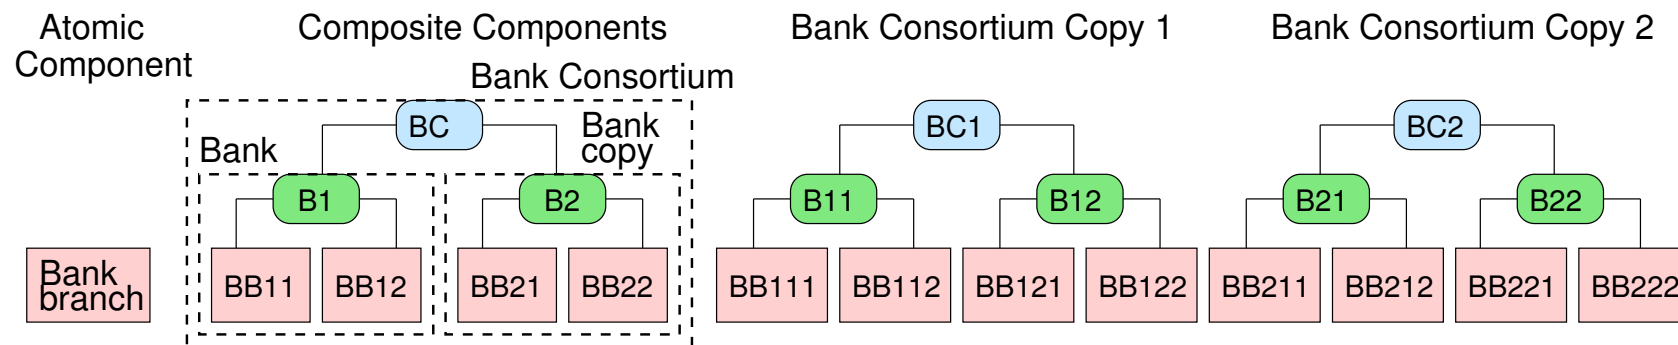 Atomic
Component
Composite Components
Bank Consortium Copy 1
Bank Consortium Copy 2
Bank Consortium
BC
Bank
copy
Bank
BC1
BC2
B1
B2
B11
B12
B21
B22
Bank
branch
BB11
BB12
BB21
BB22
BB111
BB112
BB121
BB122
BB211
BB212
BB221
BB222